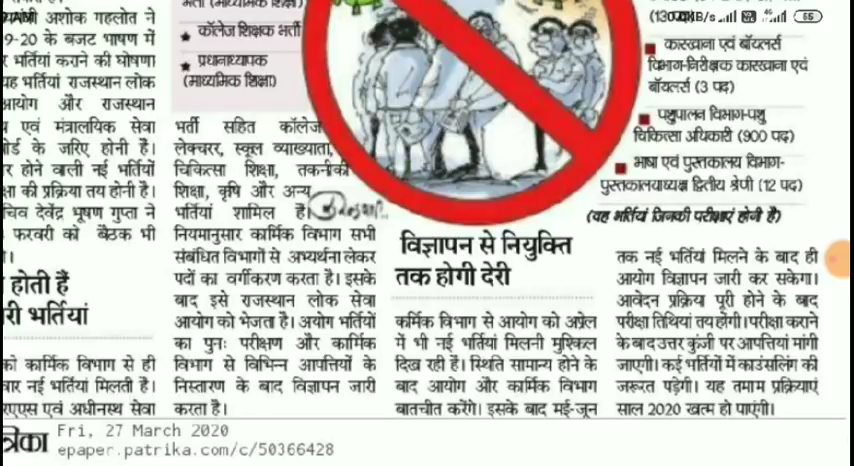 अशोक गहलोत ने
9-20 के बजट भाषण में
भर्तियां कराने की घोषणा
यह भर्तियां राजस्थान लोक
आयोग और राजस्थान
एवं मंत्रालयिक सेवा
के जरिए होनी हैं।
होने वाली नई भर्तियों
की प्रक्रिया तय होनी है।
देवेंद्र भूषण गुप्ता ने
फरवरी को बैठक भी
होती हैं
भर्तियां
को कार्मिक विभाग से ही
वार नई भर्तियां मिलती है।
एवं अधीनस्थ सेवा
★ कॉलेज शिक्षक भर्ती
★ प्रधानाध्यापक
(माध्यमिक शिक्षा)
भर्ती सहित कॉलेज
लेक्चरर, स्कूल व्याख्याता,
चिकित्सा शिक्षा, तकनीकी
शिक्षा, कृषि और अन्य
भर्तियां शामिल है।
नियमानुसार कार्मिक विभाग सभी
संबंधित विभागों से अभ्यर्थना लेकर
पदों का वर्गीकरण करता है। इसके
बाद इसे राजस्थान लोक सेवा
आयोग को भेजता है। अयोग भर्तियों
का पुनः परीक्षण और कार्मिक
विभाग से विभिन्न आपत्तियों के
निस्तारण के बाद विज्ञापन जारी
करता है।
विज्ञापन से नियुक्ति
तक होगी देरी
कर्मिक विभाग से आयोग को अप्रेल
में भी नई भर्तियां मिलनी मुश्किल
दिख रही है। स्थिति सामान्य होने के
बाद आयोग और कार्मिक विभाग
बातचीत करेंगे। इसके बाद मई-जून
कारखाना एवं बॉयलर्स
विभाग-निरीक्षक कारखाना एवं
बॉयलर्स (3 पद)
पशुपालन विभाग-पशु
चिकित्सा अधिकारी (900 पद)
भाषा एवं पुस्तकालय विभाग-
पुस्तकालयाध्यक्ष द्वितीय श्रेणी (12 पद)
(वह भर्तियां जिनकी परीक्षाएं होनी है)
तक नई भर्तियां मिलने के बाद ही
आयोग विज्ञापन जारी कर सकेगा।
आवेदन प्रक्रिया पूरी होने के बाद
परीक्षा तिथियां तय होंगी। परीक्षा कराने
के बाद उत्तर कुंजी पर आपत्तियां मांगी
जाएगी। कई भर्तियों में काउंसलिंग की
जरूरत पड़ेगी। यह तमाम प्रक्रियाएं
साल 2020 खत्म हो पाएंगी।
Fri, 27 March 2020
epaper.patrika.com/c/50366428